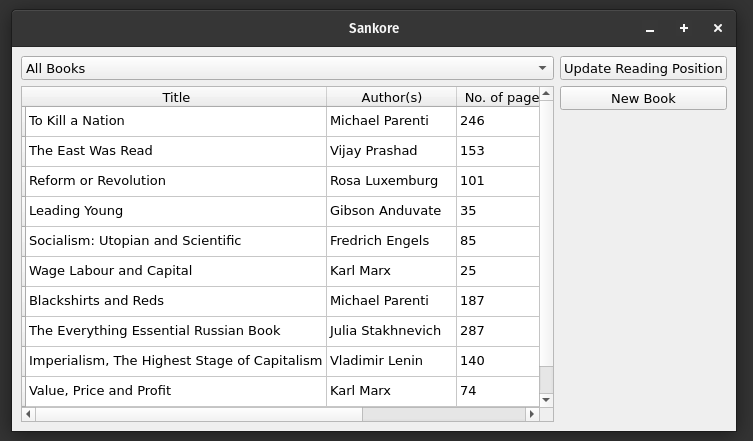 Sankore
All Books
Update Reading Position
New Book
Title Author(s) No. of page
To Kill a Nation Michael Parenti 246
The East Was Read Vijay Prashad 153
Reform or Revolution Rosa Luxemburg 101
Leading Young Gibson Anduvate 35
Socialism: Utopian and Scientific Fredrich Engels 85
Wage Labour and Capital Karl Marx 25
Blackshirts and Reds Michael Parenti 187
The Everything Essential Russian Book Julia Stakhnevich 287
Imperialism, The Highest Stage of Capitalism Vladimir Lenin 140
Value, Price and Profit Karl Marx 74